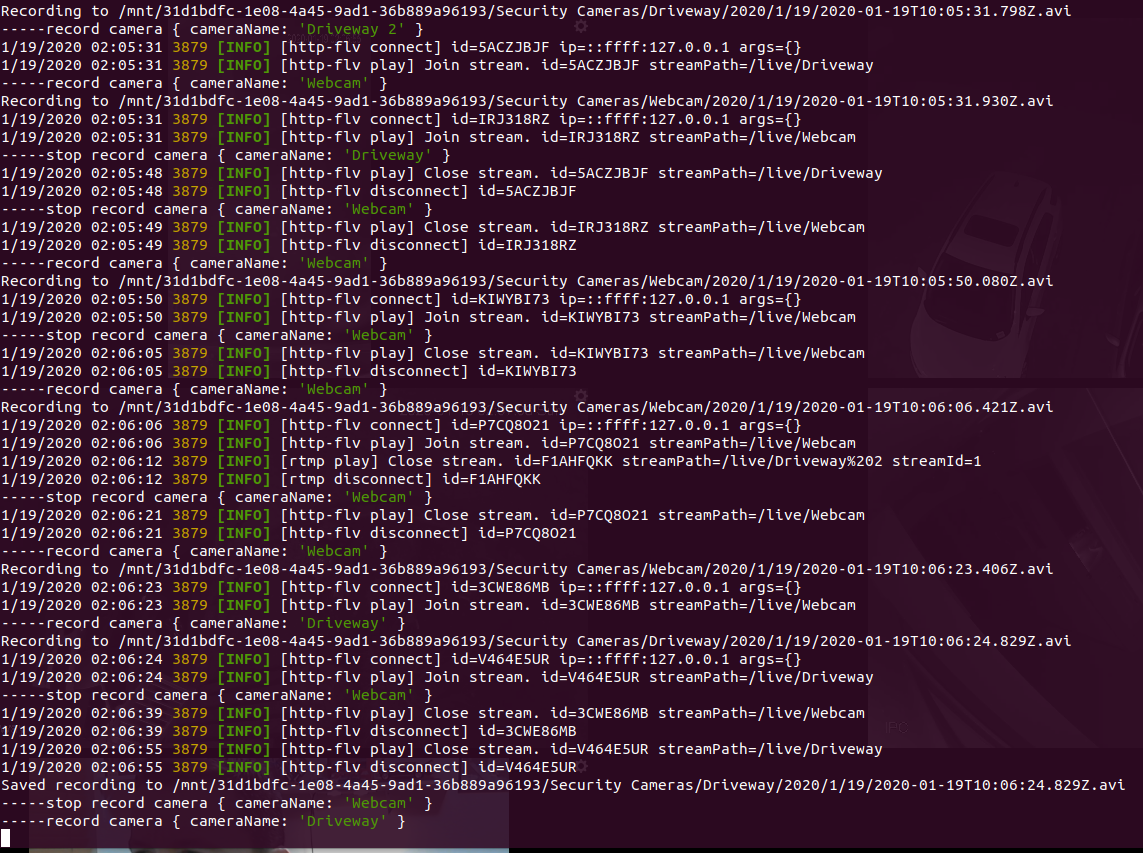 Recording to /mnt/31d1bdfc-1e08-4a45-9ad1-36b889a96193/Security Cameras/Driveway/2020/1/19/2020-01-19T10:05:31.798Z.avi
-----record camera { cameraName: 'Driveway 2' }
1/19/2020 02:05:31 3879 [INFO] [http-flv connect] id=5ACZJBJF ip=::ffff:127.0.0.1 args={}
1/19/2020 02:05:31 3879 [INFO] [http-flv play] Join stream. id=5ACZJBJF streamPath=/live/Driveway
-----record camera { cameraName: 'Webcam' }
Recording to /mnt/31d1bdfc-1e08-4a45-9ad1-36b889a96193/Security Cameras/Webcam/2020/1/19/2020-01-19T10:05:31.930Z.avi
1/19/2020 02:05:31 3879 [INFO] [http-flv connect] id=IRJ318RZ ip=::ffff:127.0.0.1 args={}
1/19/2020 02:05:31 3879 [INFO] [http-flv play] Join stream. id=IRJ318RZ streamPath=/live/Webcam
-----stop record camera { cameraName: 'Driveway' }
1/19/2020 02:05:48 3879 [INFO] [http-flv play] Close stream. id=5ACZJBJF streamPath=/live/Driveway
1/19/2020 02:05:48 3879 [INFO] [http-flv disconnect] id=5ACZJBJF
-----stop record camera { cameraName: 'Webcam' }
1/19/2020 02:05:49 3879 [INFO] [http-flv play] Close stream. id=IRJ318RZ streamPath=/live/Webcam
1/19/2020 02:05:49 3879 [INFO] [http-flv disconnect] id=IRJ318RZ
-----record camera { cameraName: 'Webcam' }
Recording to /mnt/31d1bdfc-1e08-4a45-9ad1-36b889a96193/Security Cameras/Webcam/2020/1/19/2020-01-19T10:05:50.080Z.avi
1/19/2020 02:05:50 3879 [INFO] [http-flv connect] id=KIWYBI73 ip=::ffff:127.0.0.1 args={}
1/19/2020 02:05:50 3879 [INFO] [http-flv play] Join stream. id=KIWYBI73 streamPath=/live/Webcam
-----stop record camera { cameraName: 'Webcam' }
1/19/2020 02:06:05 3879 [INFO] [http-flv play] Close stream. id=KIWYBI73 streamPath=/live/Webcam
1/19/2020 02:06:05 3879 [INFO] [http-flv disconnect] id=KIWYBI73
-----record camera { cameraName: 'Webcam' }
Recording to /mnt/31d1bdfc-1e08-4a45-9ad1-36b889a96193/Security Cameras/Webcam/2020/1/19/2020-01-19T10:06:06.421Z.avi
1/19/2020 02:06:06 3879 [INFO] [http-flv connect] id=P7CQ8O21 ip=::ffff:127.0.0.1 args={}
1/19/2020 02:06:06 3879 [INFO] [http-flv play] Join stream. id=P7CQ8O21 streamPath=/live/Webcam
1/19/2020 02:06:12 3879 [INFO] [rtmp play] Close stream. id=F1AHFQKK streamPath=/live/Driveway%202 streamId=1
1/19/2020 02:06:12 3879 [INFO] [rtmp disconnect] id=F1AHFQKK
-----stop record camera { cameraName: 'Webcam' }
1/19/2020 02:06:21 3879 [INFO] [http-flv play] Close stream. id=P7CQ8O21 streamPath=/live/Webcam
1/19/2020 02:06:21 3879 [INFO] [http-flv disconnect] id=P7CQ8O21
-----record camera { cameraName: 'Webcam' }
Recording to /mnt/31d1bdfc-1e08-4a45-9ad1-36b889a96193/Security Cameras/Webcam/2020/1/19/2020-01-19T10:06:23.406Z.avi
1/19/2020 02:06:23 3879 [INFO] [http-flv connect] id=3CWE86MB ip=::ffff:127.0.0.1 args={}
1/19/2020 02:06:23 3879 [INFO] [http-flv play] Join stream. id=3CWE86MB streamPath=/live/Webcam
-----record camera { cameraName: 'Driveway' }
Recording to /mnt/31d1bdfc-1e08-4a45-9ad1-36b889a96193/Security Cameras/Driveway/2020/1/19/2020-01-19T10:06:24.829Z.avi
1/19/2020 02:06:24 3879 [INFO] [http-flv connect] id=V464E5UR ip=::ffff:127.0.0.1 args={}
1/19/2020 02:06:24 3879 [INFO] [http-flv play] Join stream. id=V464E5UR streamPath=/live/Driveway
-----stop record camera { cameraName: 'Webcam' }
1/19/2020 02:06:39 3879 [INFO] [http-flv play] Close stream. id=3CWE86MB streamPath=/live/Webcam
1/19/2020 02:06:39 3879 [INFO] [http-flv disconnect] id=3CWE86MB
1/19/2020 02:06:55 3879 [INFO] [http-flv play] Close stream. id=V464E5UR streamPath=/live/Driveway
1/19/2020 02:06:55 3879 [INFO] [http-flv disconnect] id=V464E5UR
Saved recording to /mnt/31d1bdfc-1e08-4a45-9ad1-36b889a96193/Security Cameras/Driveway/2020/1/19/2020-01-19T10:06:24.829Z.avi
-----stop record camera { cameraName: 'Webcam' }
-----record camera { cameraName: 'Driveway' }